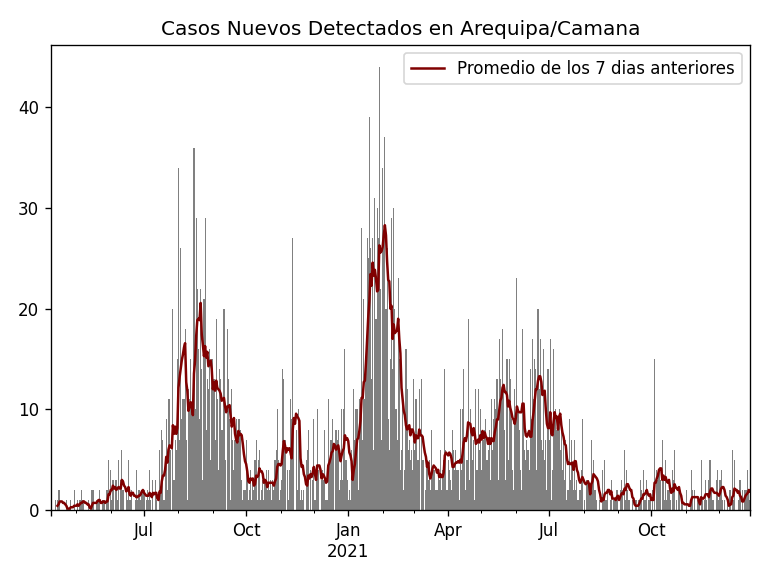 Casos Nuevos Detectados en Arequipa/Camana
Promedio de los 7 dias anteriores
40
30
20
10
0
Jul
Oct
Jan
2021
Apr
Jul
Oct